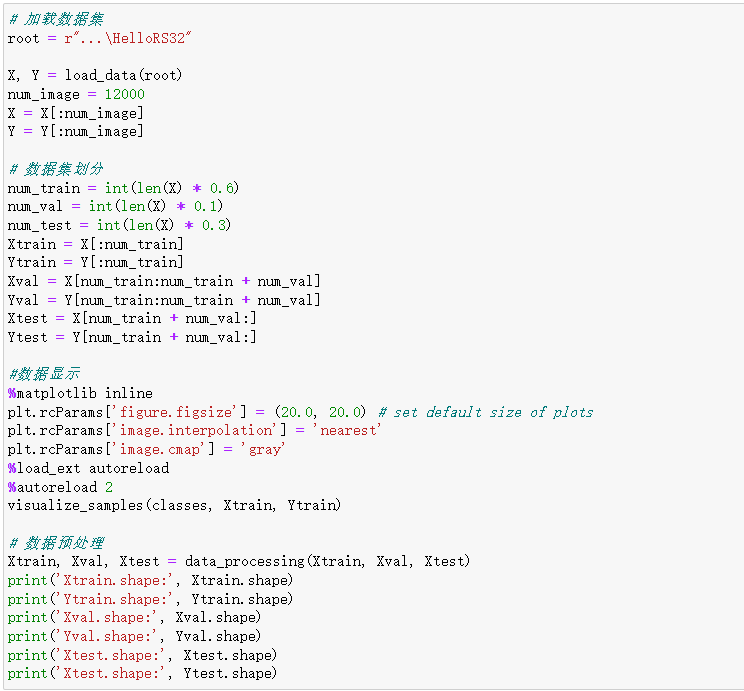 # 加载数据集
root = r"...\HelloRS32"
X, Y = load_data(root)
num_image = 12000
X = X[:num_image]
Y = Y[:num_image]
# 数据集划分
num_train = int(len(X) * 0.6)
num_val = int(len(X) * 0.1)
num_test = int(len(X) * 0.3)
Xtrain = X[:num_train]
Ytrain = Y[:num_train]
Xval = X[num_train:num_train + num_val]
Yval = Y[num_train:num_train + num_val]
Xtest = X[num_train + num_val:]
Ytest = Y[num_train + num_val:]
#数据显示
%matplotlib inline
plt.rcParams['figure.figsize'] = (20.0, 20.0) # set default size of plots
plt.rcParams['image.interpolation'] = 'nearest'
plt.rcParams['image.cmap'] = 'gray'
%load_ext autoreload
%autoreload 2
visualize_samples(classes, Xtrain, Ytrain)
# 数据预处理
Xtrain, Xval, Xtest = data_processing(Xtrain, Xval, Xtest)
print('Xtrain.shape:', Xtrain.shape)
print('Ytrain.shape:', Ytrain.shape)
print('Xval.shape:', Xval.shape)
print('Yval.shape:', Yval.shape)
print('Xtest.shape:', Xtest.shape)
print('Xtest.shape:', Ytest.shape)